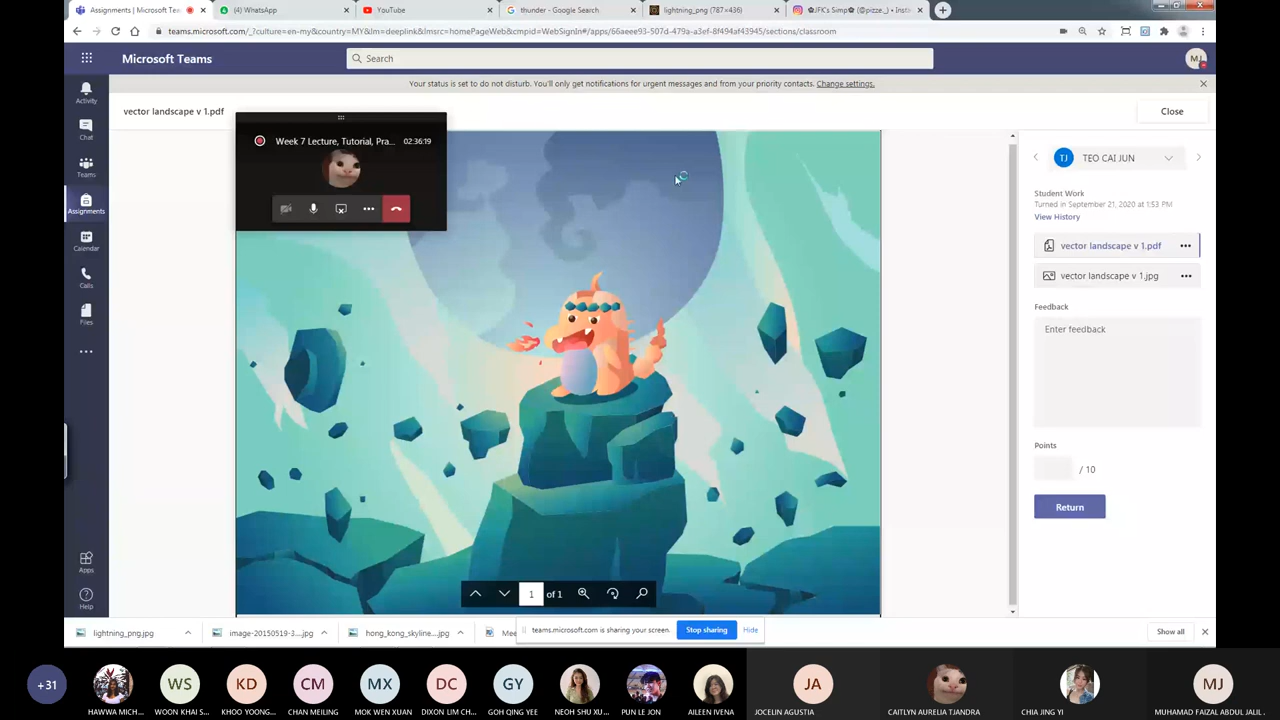 Assignments | Microsoft Teams
(4) WhatsApp
YouTube
thunder - Google Search
lightning_png (787×436)
teams.microsoft.com/_?culture=en-my&country=MY&lm=deeplink&lmsrc=homePageWeb&cmpid=WebSignIn#/apps/66aeee93-507d-479a-a3ef-8f494af43945/sections/classroom
Microsoft Teams
Search
MJ
Your status is set to do not disturb. You'll only get notifications for urgent messages and from your priority contacts. Change settings.
vector landscape v 1.pdf
Close
Week 7 Lecture, Tutorial, Pra...
02:36:19
Activity
Chat
Teams
Assignments
Calendar
Calls
Files
Apps
Help
TJ
TEO CAI JUN
Student Work
Turned in September 21, 2020 at 1:53 PM
View History
vector landscape v 1.pdf
vector landscape v 1.jpg
Feedback
Enter feedback
Points
/ 10
Return
1 of 1
lightning_png.jpg
image-20150519-3....jpg
hong_kong_skyline....jpg
Mee
teams.microsoft.com is sharing your screen.
Stop sharing
Hide
Show all
+31
WS
KD
CM
MX
DC
GY
JA
MJ
HAWWA MICH...
WOON KHAI S...
KHOO YOONG...
CHAN MEILING
MOK WEN XUAN
DIXON LIM CH...
GOH QING YEE
NEOH SHU XU...
PUN LE JON
AILEEN IVENA
JOCELIN AGUSTIA
CAITLYN AURELIA TJANDRA
CHIA JING YI
MUHAMAD FAIZAL ABDUL JALIL ..